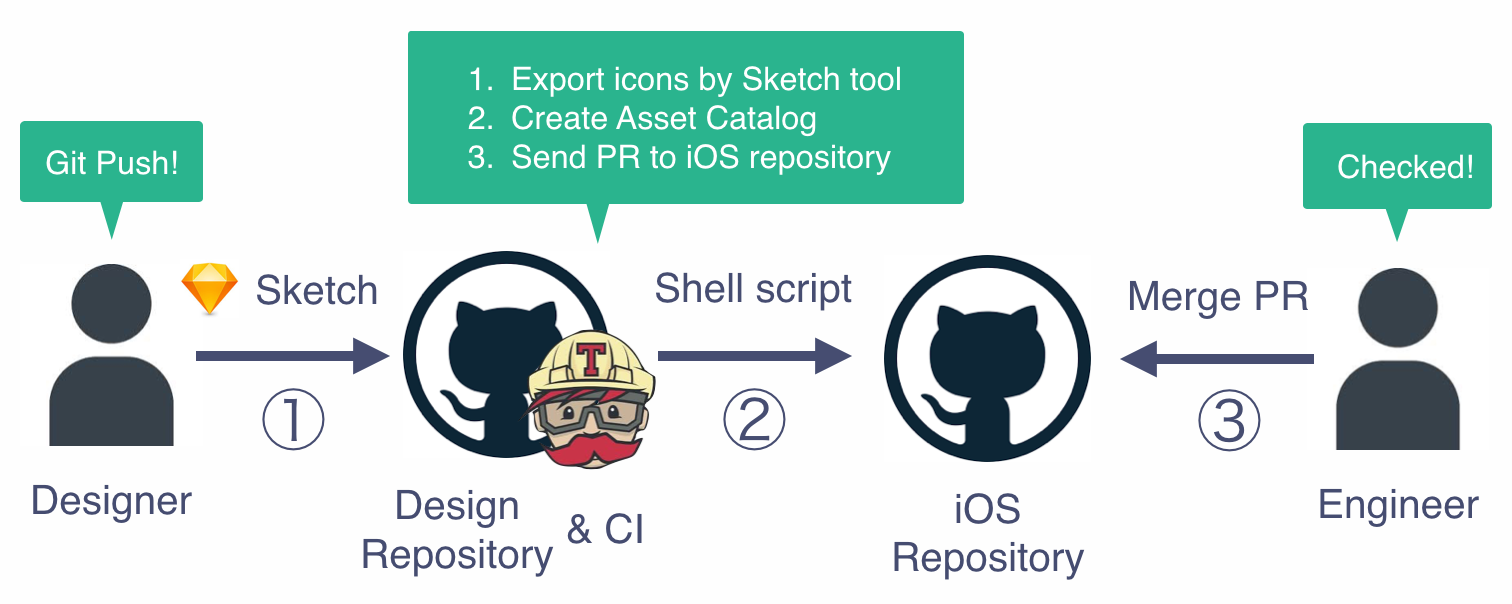 1. Export icons by Sketch tool
2. Create Asset Catalog
3. Send PR to iOS repository
Git Push!
Checked!
Sketch
Shell script
Merge PR
T
①
②
③
Designer
Design
Repository
& CI
iOS
Repository
Engineer